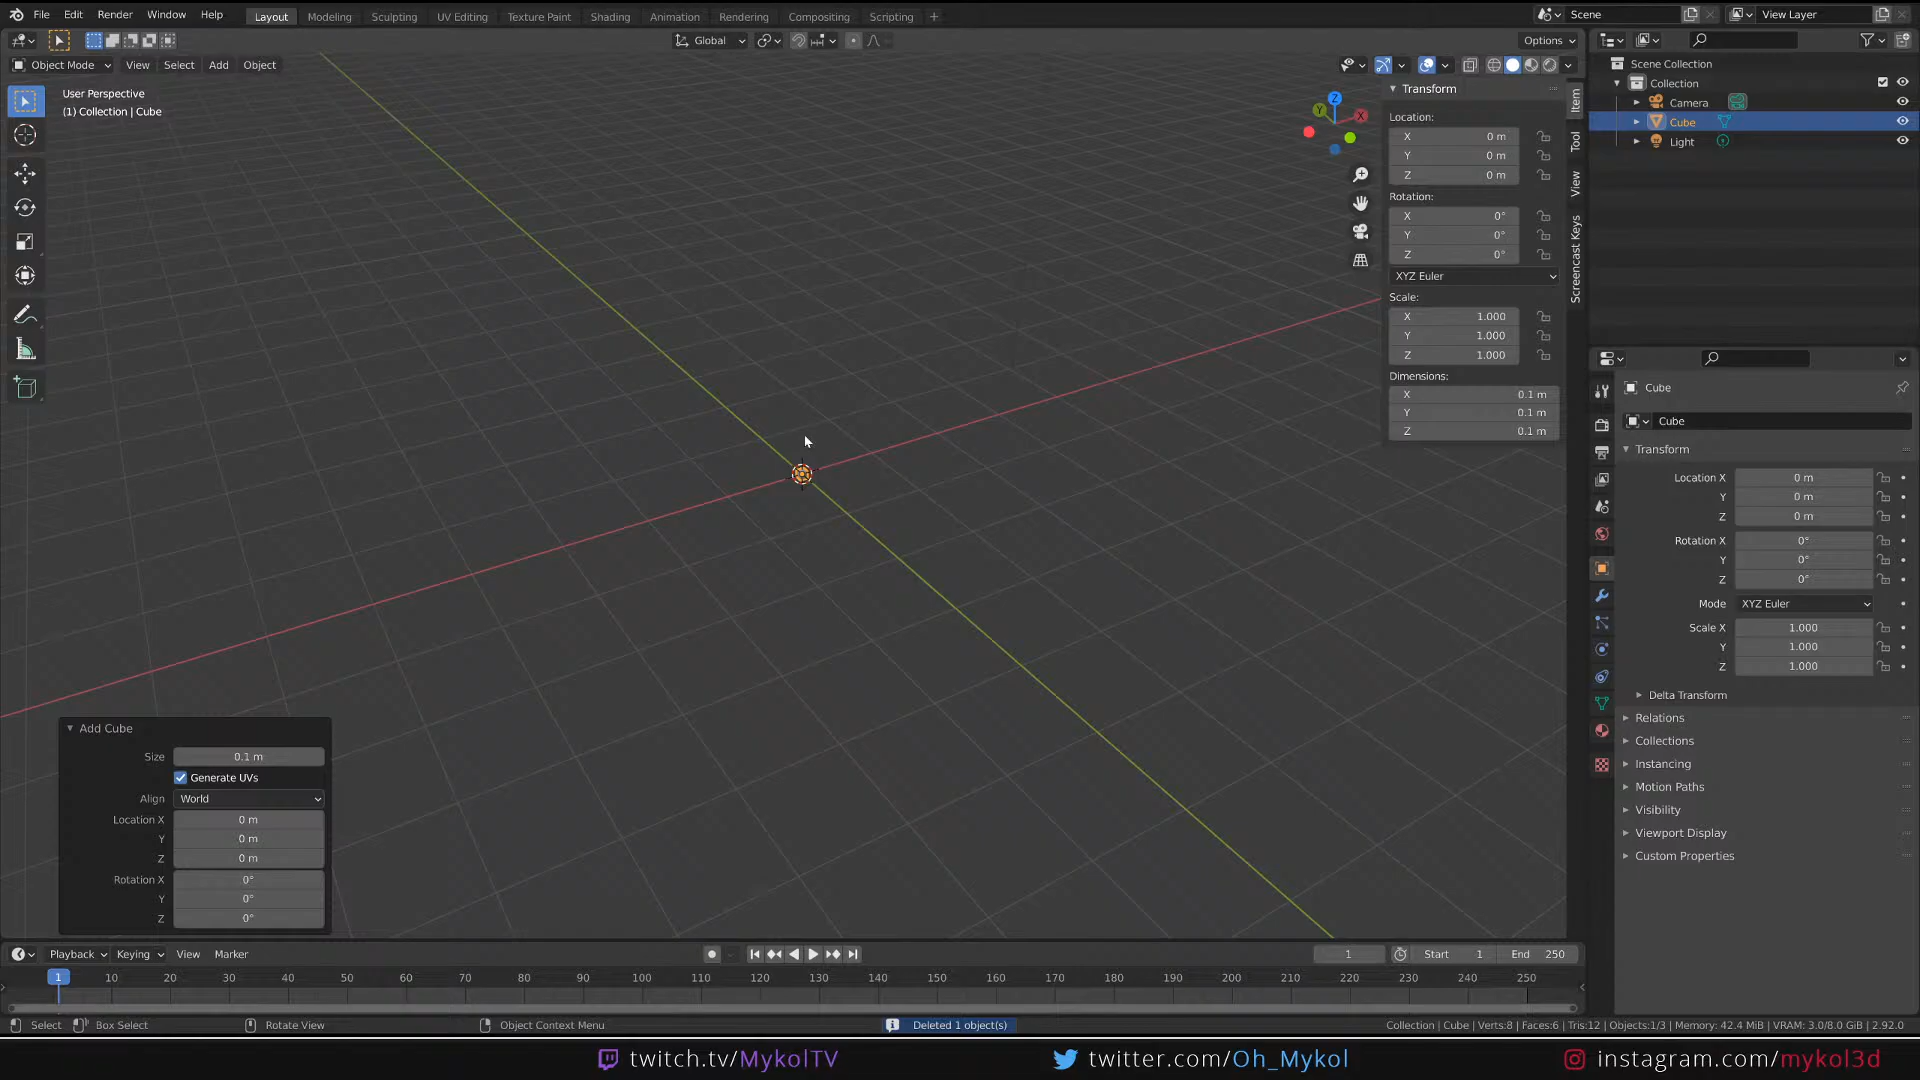 File Edit Render Window Help Layout Modeling Sculpting UV Editing Texture Paint Shading Animation Rendering Compositing Scripting + Scene View Layer
Global Options
Object Mode View Select Add Object
User Perspective
(1) Collection | Cube
Z
Y
X
Transform
Location:
X 0 m
Y 0 m
Z 0 m
Rotation:
X 0°
Y 0°
Z 0°
XYZ Euler
Scale:
X 1.000
Y 1.000
Z 1.000
Dimensions:
X 0.1 m
Y 0.1 m
Z 0.1 m
Item
Tool
View
Screencast Keys
Scene Collection
Collection
Camera
Cube
Light
Cube
Cube
Transform
Location X 0 m
Y 0 m
Z 0 m
Rotation X 0°
Y 0°
Z 0°
Mode XYZ Euler
Scale X 1.000
Y 1.000
Z 1.000
Delta Transform
Relations
Collections
Instancing
Motion Paths
Visibility
Viewport Display
Custom Properties
Add Cube
Size 0.1 m
Generate UVs
Align World
Location X 0 m
Y 0 m
Z 0 m
Rotation X 0°
Y 0°
Z 0°
Playback Keying View Marker 1 Start 1 End 250
1 10 20 30 40 50 60 70 80 90 100 110 120 130 140 150 160 170 180 190 200 210 220 230 240 250
Select Box Select Rotate View Object Context Menu Deleted 1 object(s) Collection | Cube | Verts:8 | Faces:6 | Tris:12 | Objects:1/3 | Memory: 42.4 MiB | VRAM: 3.0/8.0 GiB | 2.92.0
twitch.tv/MykolTV twitter.com/Oh_Mykol instagram.com/mykol3d